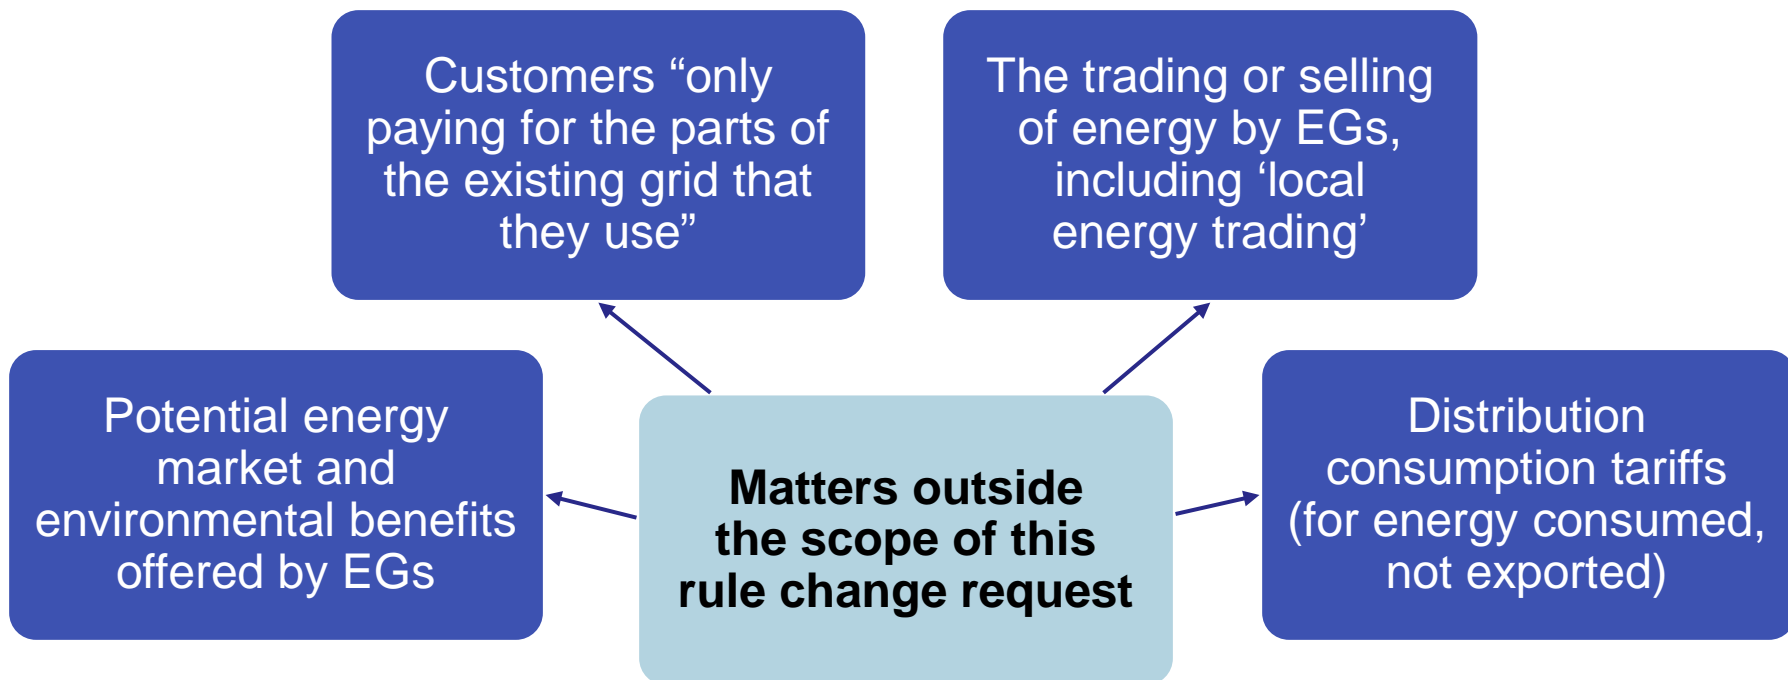 Customers “only
paying for the parts of
the existing grid that
they use”
The trading or selling
of energy by EGs,
including ‘local
energy trading’
Potential energy
market and
environmental benefits
offered by EGs
Matters outside
the scope of this
rule change request
Distribution
consumption tariffs
(for energy consumed,
not exported)